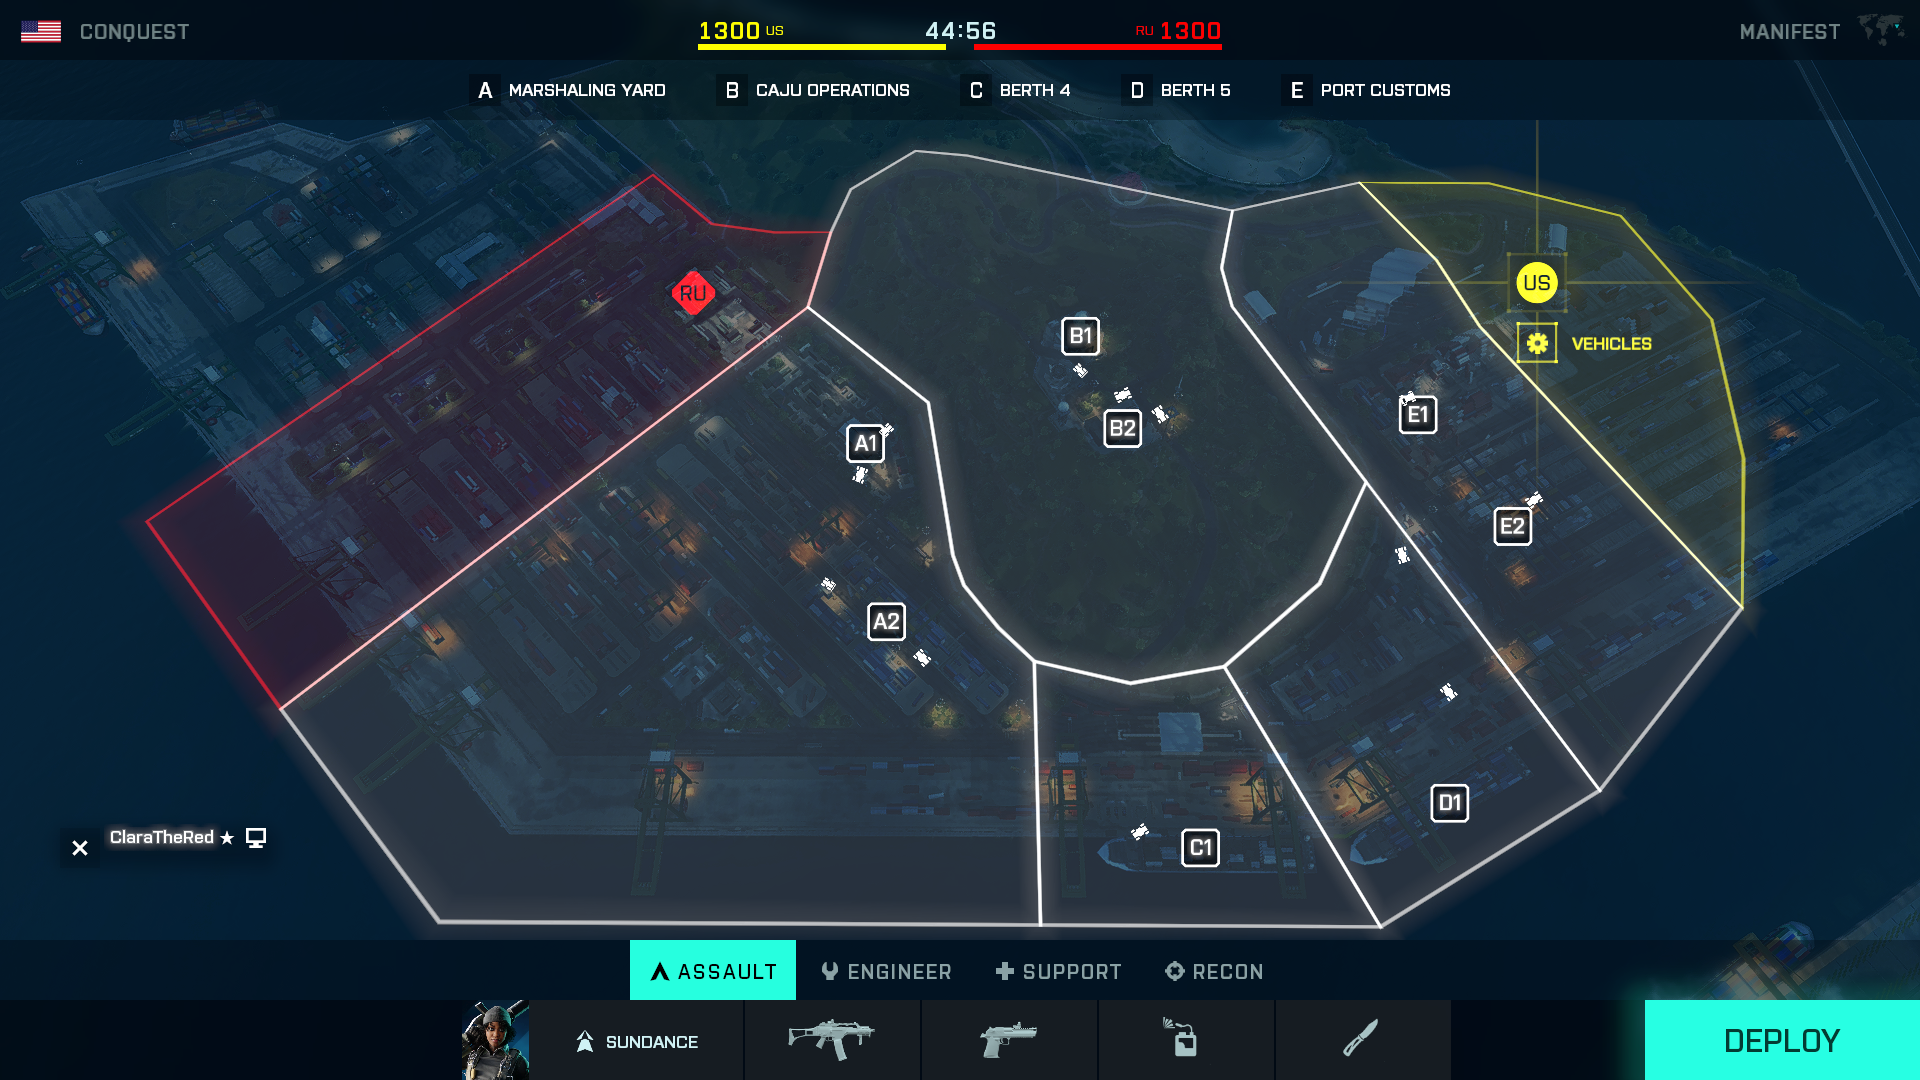 CONQUEST
1300 US
44:56
RU 1300
MANIFEST
A MARSHALING YARD
B CAJU OPERATIONS
C BERTH 4
D BERTH 5
E PORT CUSTOMS
US
RU
B1
VEHICLES
E1
B2
A1
E2
A2
D1
ClaraTheRed
C1
ASSAULT
ENGINEER
SUPPORT
RECON
SUNDANCE
DEPLOY